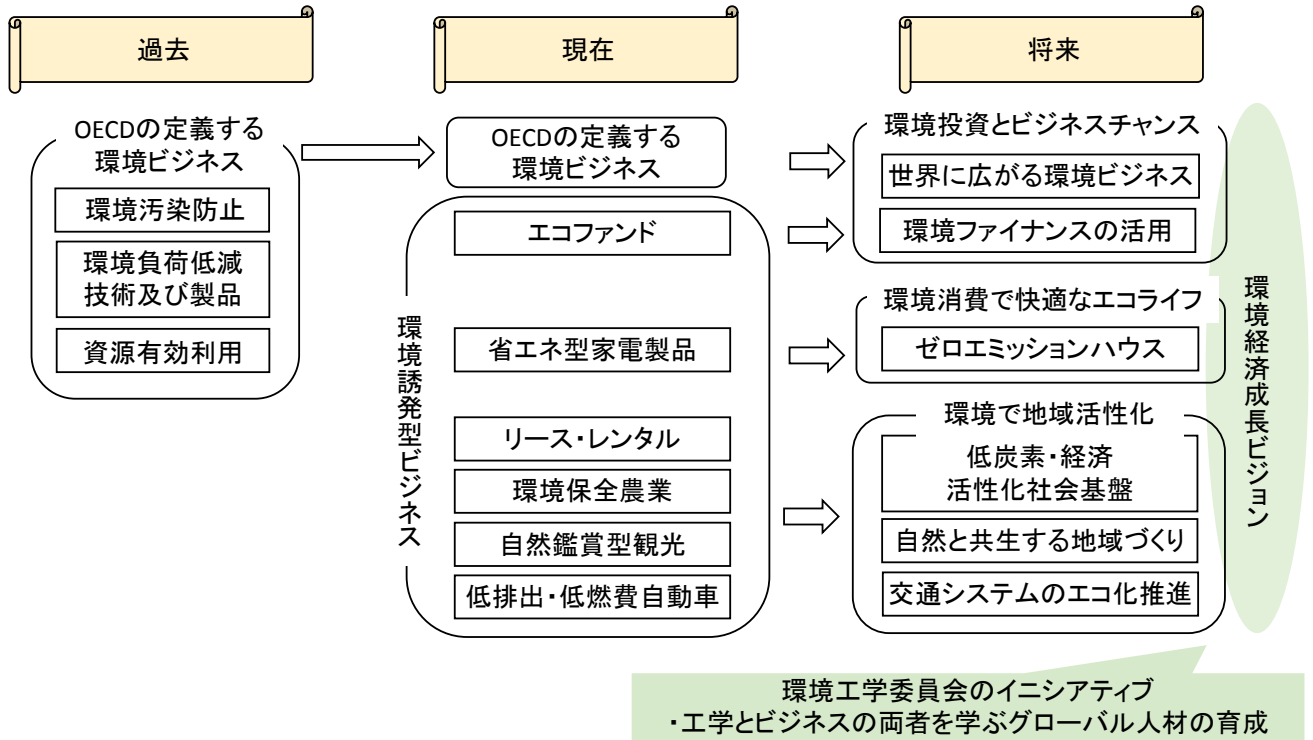 過去
OECDの定義する
環境ビジネス
環境汚染防止
環境負荷低減
技術及び製品
資源有効利用
現在
OECDの定義する
環境ビジネス
環境誘発型ビジネス
エコファンド
省エネ型家電製品
リース・レンタル
環境保全農業
自然鑑賞型観光
低排出・低燃費自動車
将来
環境投資とビジネスチャンス
世界に広がる環境ビジネス
環境ファイナンスの活用
環境消費で快適なエコライフ
ゼロエミッションハウス
環境で地域活性化
低炭素・経済
活性化社会基盤
自然と共生する地域づくり
交通システムのエコ化推進
環境経済成長ビジョン
環境工学委員会のイニシアティブ
・工学とビジネスの両者を学ぶグローバル人材の育成